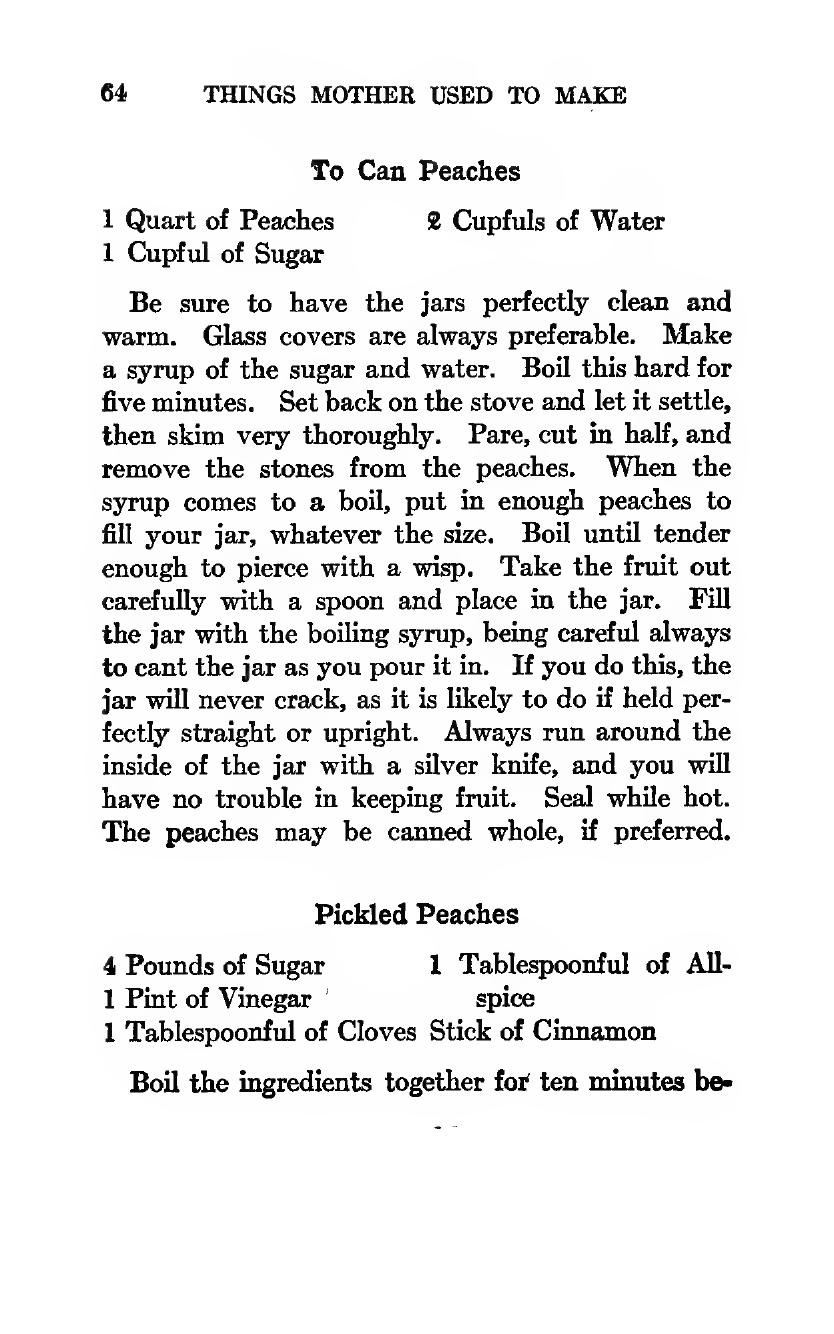 64 THINGS MOTHER USED TO MAKE
To Can Peaches
1 Quart of Peaches 2 Cupfuls of Water
1 Cupful of Sugar
Be sure to have the jars perfectly clean and
warm. Glass covers are always preferable. Make
a syrup of the sugar and water. Boil this hard for
five minutes. Set back on the stove and let it settle,
then skim very thoroughly. Pare, cut in half, and
remove the stones from the peaches. When the
syrup comes to a boil, put in enough peaches to
fill your jar, whatever the size. Boil until tender
enough to pierce with a wisp. Take the fruit out
carefully with a spoon and place in the jar. Fill
the jar with the boiling syrup, being careful always
to cant the jar as you pour it in. If you do this, the
jar will never crack, as it is likely to do if held per-
fectly straight or upright. Always run around the
inside of the jar with a silver knife, and you will
have no trouble in keeping fruit. Seal while hot.
The peaches may be canned whole, if preferred.
Pickled Peaches
4 Pounds of Sugar 1 Tablespoonful of All-
1 Pint of Vinegar spice
1 Tablespoonful of Cloves Stick of Cinnamon
Boil the ingredients together for ten minutes be-